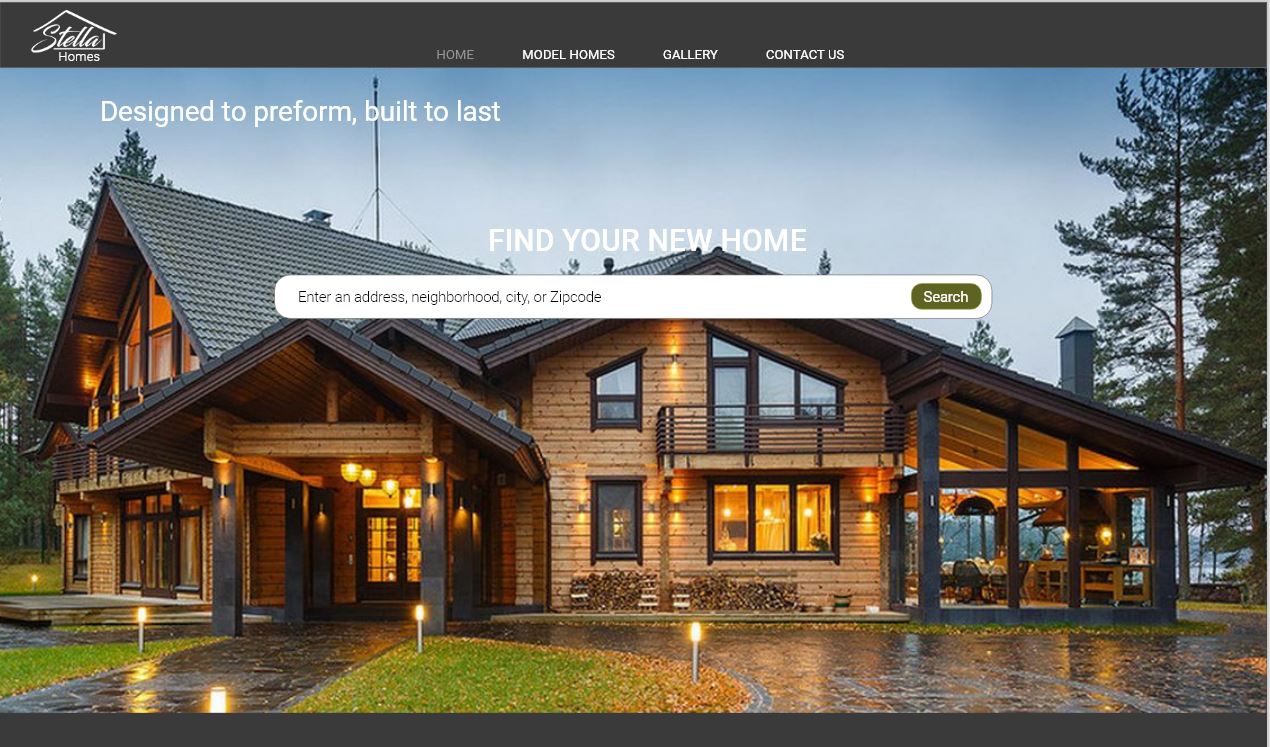 Stella
Homes
HOME MODEL HOMES GALLERY CONTACT US
Designed to preform, built to last
FIND YOUR NEW HOME
Enter an address, neighborhood, city, or Zipcode Search